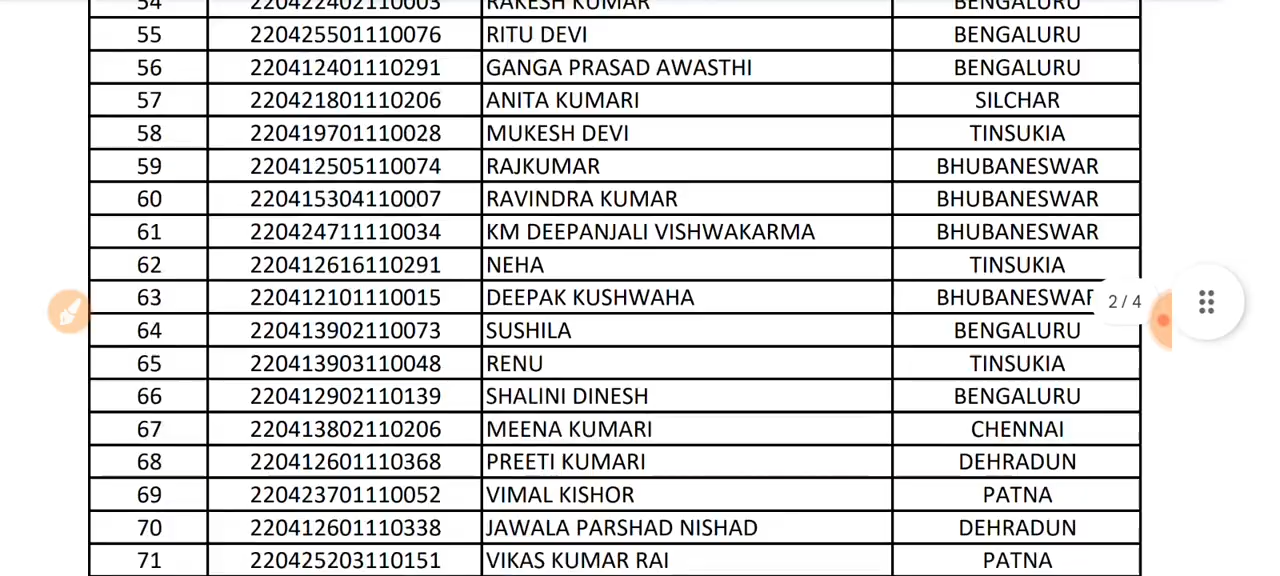 54 220422402110003 RAKESH KUMAR BENGALURU
55 220425501110076 RITU DEVI BENGALURU
56 220412401110291 GANGA PRASAD AWASTHI BENGALURU
57 220421801110206 ANITA KUMARI SILCHAR
58 220419701110028 MUKESH DEVI TINSUKIA
59 220412505110074 RAJKUMAR BHUBANESWAR
60 220415304110007 RAVINDRA KUMAR BHUBANESWAR
61 220424711110034 KM DEEPANJALI VISHWAKARMA BHUBANESWAR
62 220412616110291 NEHA TINSUKIA
63 220412101110015 DEEPAK KUSHWAHA BHUBANESWAR 2 / 4
64 220413902110073 SUSHILA BENGALURU
65 220413903110048 RENU TINSUKIA
66 220412902110139 SHALINI DINESH BENGALURU
67 220413802110206 MEENA KUMARI CHENNAI
68 220412601110368 PREETI KUMARI DEHRADUN
69 220423701110052 VIMAL KISHOR PATNA
70 220412601110338 JAWALA PARSHAD NISHAD DEHRADUN
71 220425203110151 VIKAS KUMAR RAI PATNA